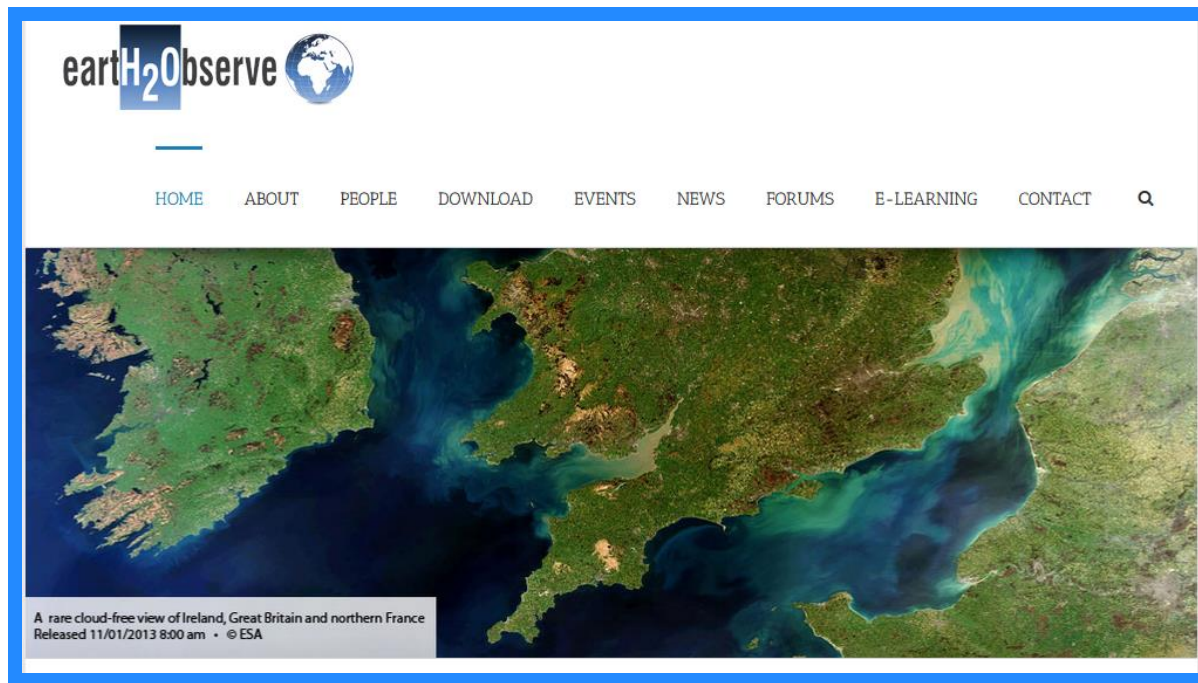 eartH2Observe
HOME ABOUT PEOPLE DOWNLOAD EVENTS NEWS FORUMS E-LEARNING CONTACT
A rare cloud-free view of Ireland, Great Britain and northern France
Released 11/01/2013 8:00 am • © ESA